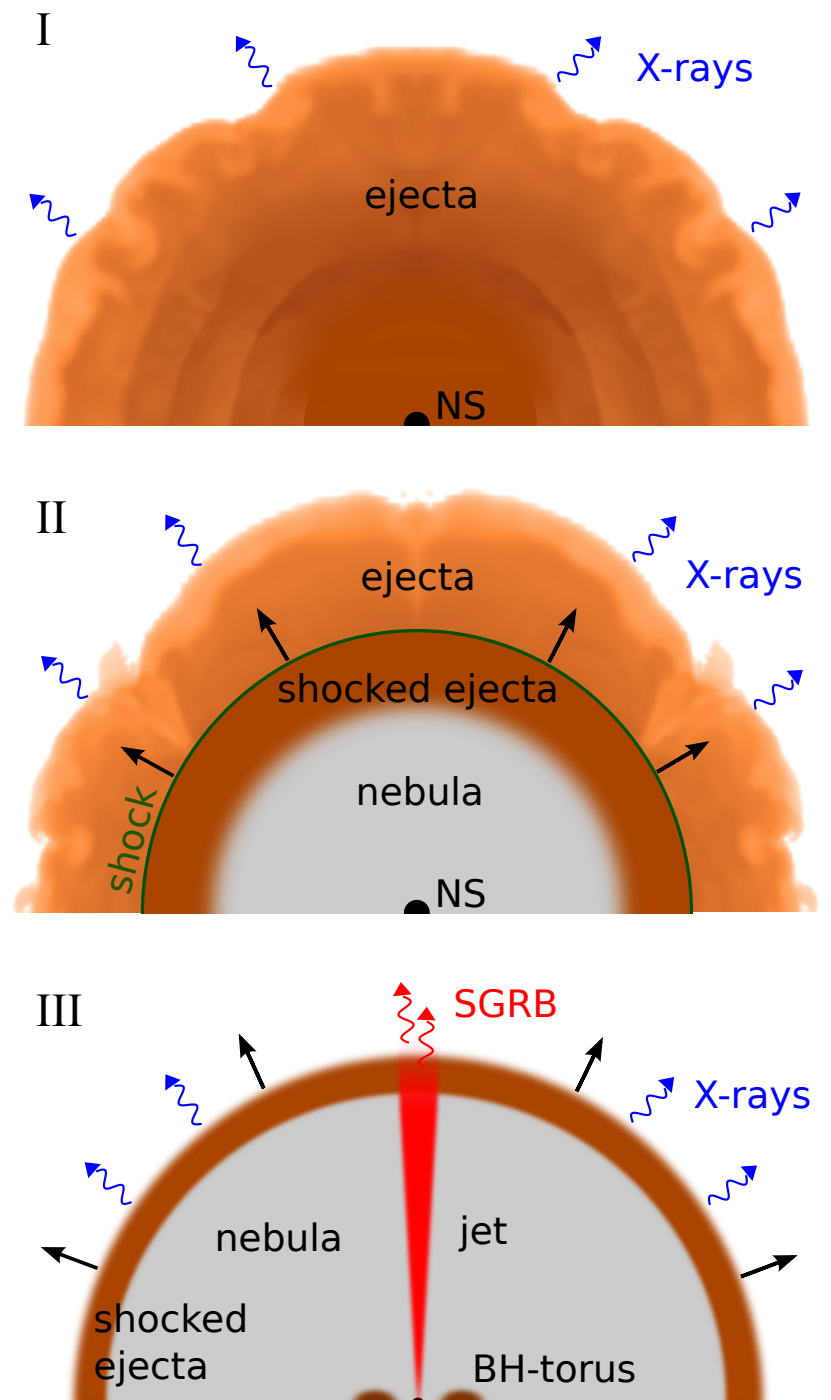 I
X-rays
ejecta
NS
II
ejecta
X-rays
shocked ejecta
nebula
shock
NS
III
SGRB
X-rays
nebula
jet
shocked
ejecta
BH-torus